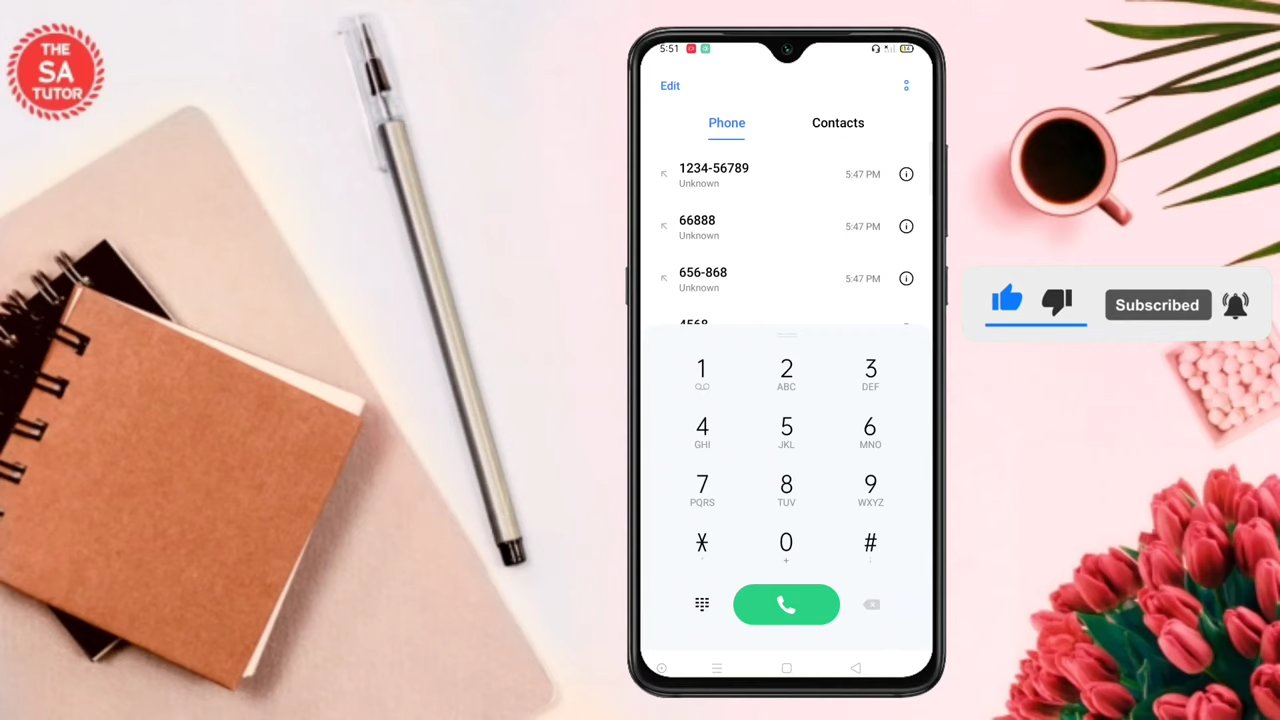 THE
SA
TUTOR
5:51
Edit
Phone
Contacts
1234-56789
Unknown
5:47 PM
66888
Unknown
5:47 PM
656-868
Unknown
5:47 PM
4568
1
2
ABC
3
DEF
4
GHI
5
JKL
6
MNO
7
PQRS
8
TUV
9
WXYZ
*
0
+
#
Subscribed